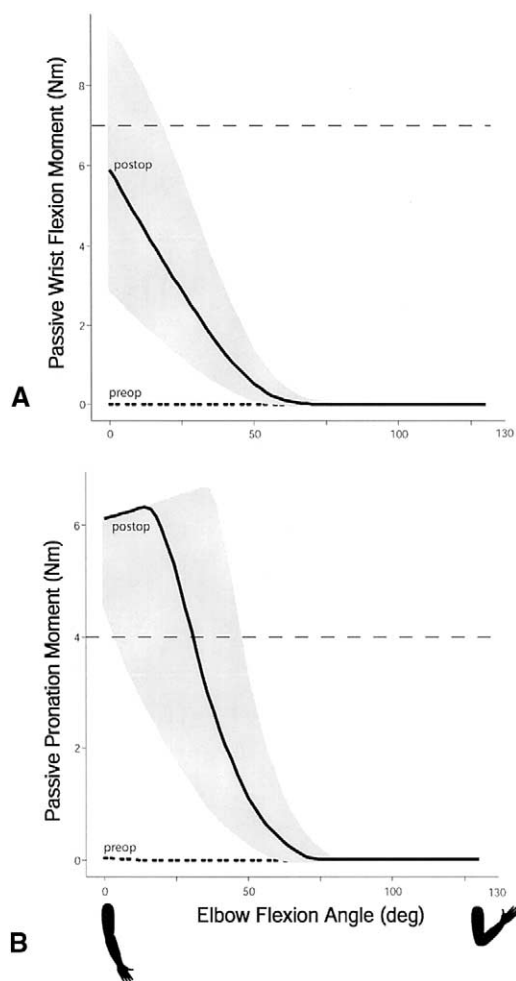 Passive Wrist Flexion Moment (Nm)
8
6
postop
4
2
preop
0
A
0
50
100
130
Passive Pronation Moment (Nm)
6
postop
4
2
preop
0
0
50
100
130
Elbow Flexion Angle (deg)
B